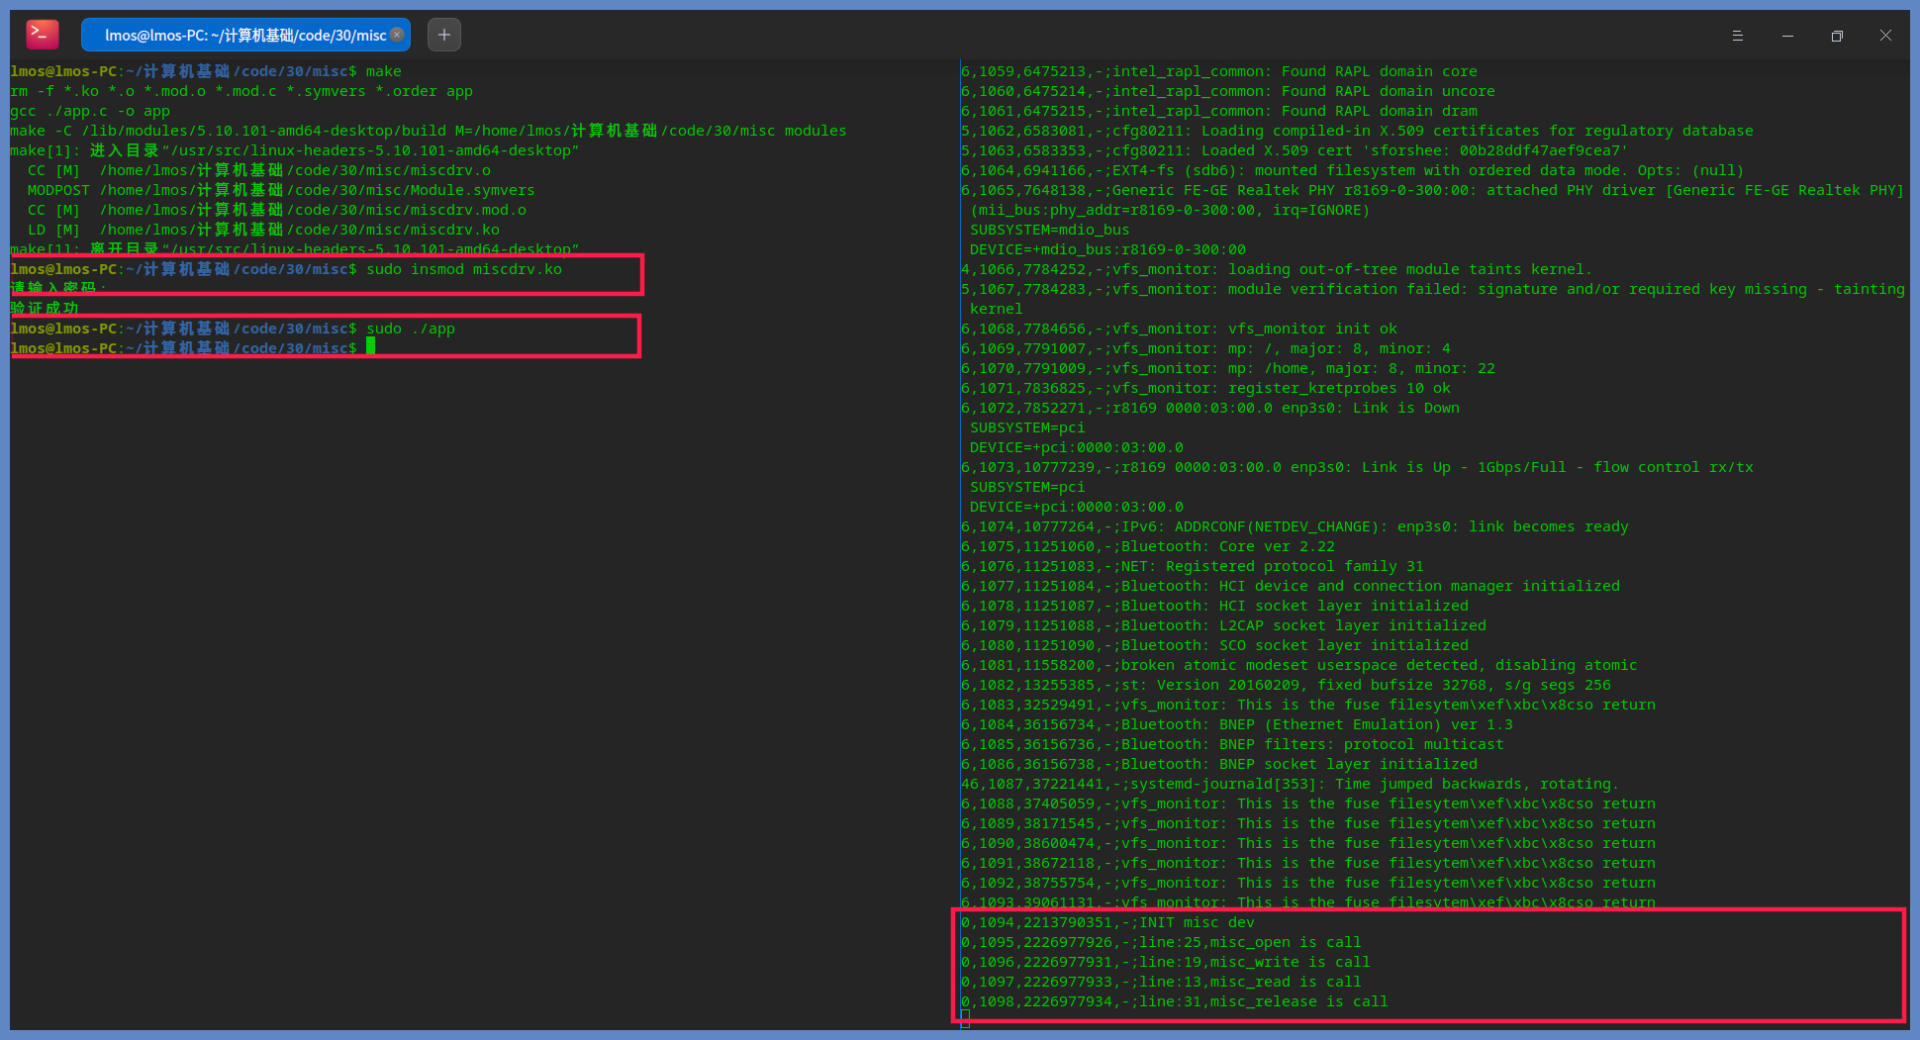 lmos@lmos-PC: ~/计算机基础/code/30/misc
lmos@lmos-PC:~/计算机基础/code/30/misc$ make
rm -f *.ko *.o *.mod.o *.mod.c *.symvers *.order app
gcc ./app.c -o app
make -C /lib/modules/5.10.101-amd64-desktop/build M=/home/lmos/计算机基础/code/30/misc modules
make[1]: 进入目录“/usr/src/linux-headers-5.10.101-amd64-desktop”
CC [M]  /home/lmos/计算机基础/code/30/misc/miscdrv.o
MODPOST /home/lmos/计算机基础/code/30/misc/Module.symvers
CC [M]  /home/lmos/计算机基础/code/30/misc/miscdrv.mod.o
LD [M]  /home/lmos/计算机基础/code/30/misc/miscdrv.ko
make[1]: 离开目录“/usr/src/linux-headers-5.10.101-amd64-desktop”
lmos@lmos-PC:~/计算机基础/code/30/misc$ sudo insmod miscdrv.ko
请输入密码:
验证成功
lmos@lmos-PC:~/计算机基础/code/30/misc$ sudo ./app
lmos@lmos-PC:~/计算机基础/code/30/misc$
6,1059,6475213,-;intel_rapl_common: Found RAPL domain core
6,1060,6475214,-;intel_rapl_common: Found RAPL domain uncore
6,1061,6475215,-;intel_rapl_common: Found RAPL domain dram
5,1062,6583081,-;cfg80211: Loading compiled-in X.509 certificates for regulatory database
5,1063,6583353,-;cfg80211: Loaded X.509 cert 'sforshee: 00b28ddf47aef9cea7'
6,1064,6941166,-;EXT4-fs (sdb6): mounted filesystem with ordered data mode. Opts: (null)
6,1065,7648138,-;Generic FE-GE Realtek PHY r8169-0-300:00: attached PHY driver [Generic FE-GE Realtek PHY]
(mii_bus:phy_addr=r8169-0-300:00, irq=IGNORE)
SUBSYSTEM=mdio_bus
DEVICE=+mdio_bus:r8169-0-300:00
4,1066,7784252,-;vfs_monitor: loading out-of-tree module taints kernel.
5,1067,7784283,-;vfs_monitor: module verification failed: signature and/or required key missing - tainting
kernel
6,1068,7784656,-;vfs_monitor: vfs_monitor init ok
6,1069,7791007,-;vfs_monitor: mp: /, major: 8, minor: 4
6,1070,7791009,-;vfs_monitor: mp: /home, major: 8, minor: 22
6,1071,7836825,-;vfs_monitor: register_kretprobes 10 ok
6,1072,7852271,-;r8169 0000:03:00.0 enp3s0: Link is Down
SUBSYSTEM=pci
DEVICE=+pci:0000:03:00.0
6,1073,10777239,-;r8169 0000:03:00.0 enp3s0: Link is Up - 1Gbps/Full - flow control rx/tx
SUBSYSTEM=pci
DEVICE=+pci:0000:03:00.0
6,1074,10777264,-;IPv6: ADDRCONF(NETDEV_CHANGE): enp3s0: link becomes ready
6,1075,11251060,-;Bluetooth: Core ver 2.22
6,1076,11251083,-;NET: Registered protocol family 31
6,1077,11251084,-;Bluetooth: HCI device and connection manager initialized
6,1078,11251087,-;Bluetooth: HCI socket layer initialized
6,1079,11251088,-;Bluetooth: L2CAP socket layer initialized
6,1080,11251090,-;Bluetooth: SCO socket layer initialized
6,1081,11558200,-;broken atomic modeset userspace detected, disabling atomic
6,1082,13255385,-;st: Version 20160209, fixed bufsize 32768, s/g segs 256
6,1083,32529491,-;vfs_monitor: This is the fuse filesytem\xef\xbc\x8cso return
6,1084,36156734,-;Bluetooth: BNEP (Ethernet Emulation) ver 1.3
6,1085,36156736,-;Bluetooth: BNEP filters: protocol multicast
6,1086,36156738,-;Bluetooth: BNEP socket layer initialized
46,1087,37221441,-;systemd-journald[353]: Time jumped backwards, rotating.
6,1088,37405059,-;vfs_monitor: This is the fuse filesytem\xef\xbc\x8cso return
6,1089,38171545,-;vfs_monitor: This is the fuse filesytem\xef\xbc\x8cso return
6,1090,38600474,-;vfs_monitor: This is the fuse filesytem\xef\xbc\x8cso return
6,1091,38672118,-;vfs_monitor: This is the fuse filesytem\xef\xbc\x8cso return
6,1092,38755754,-;vfs_monitor: This is the fuse filesytem\xef\xbc\x8cso return
6,1093,39061131,-;vfs_monitor: This is the fuse filesytem\xef\xbc\x8cso return
0,1094,2213790351,-;INIT misc dev
0,1095,2226977926,-;line:25,misc_open is call
0,1096,2226977931,-;line:19,misc_write is call
0,1097,2226977933,-;line:13,misc_read is call
0,1098,2226977934,-;line:31,misc_release is call